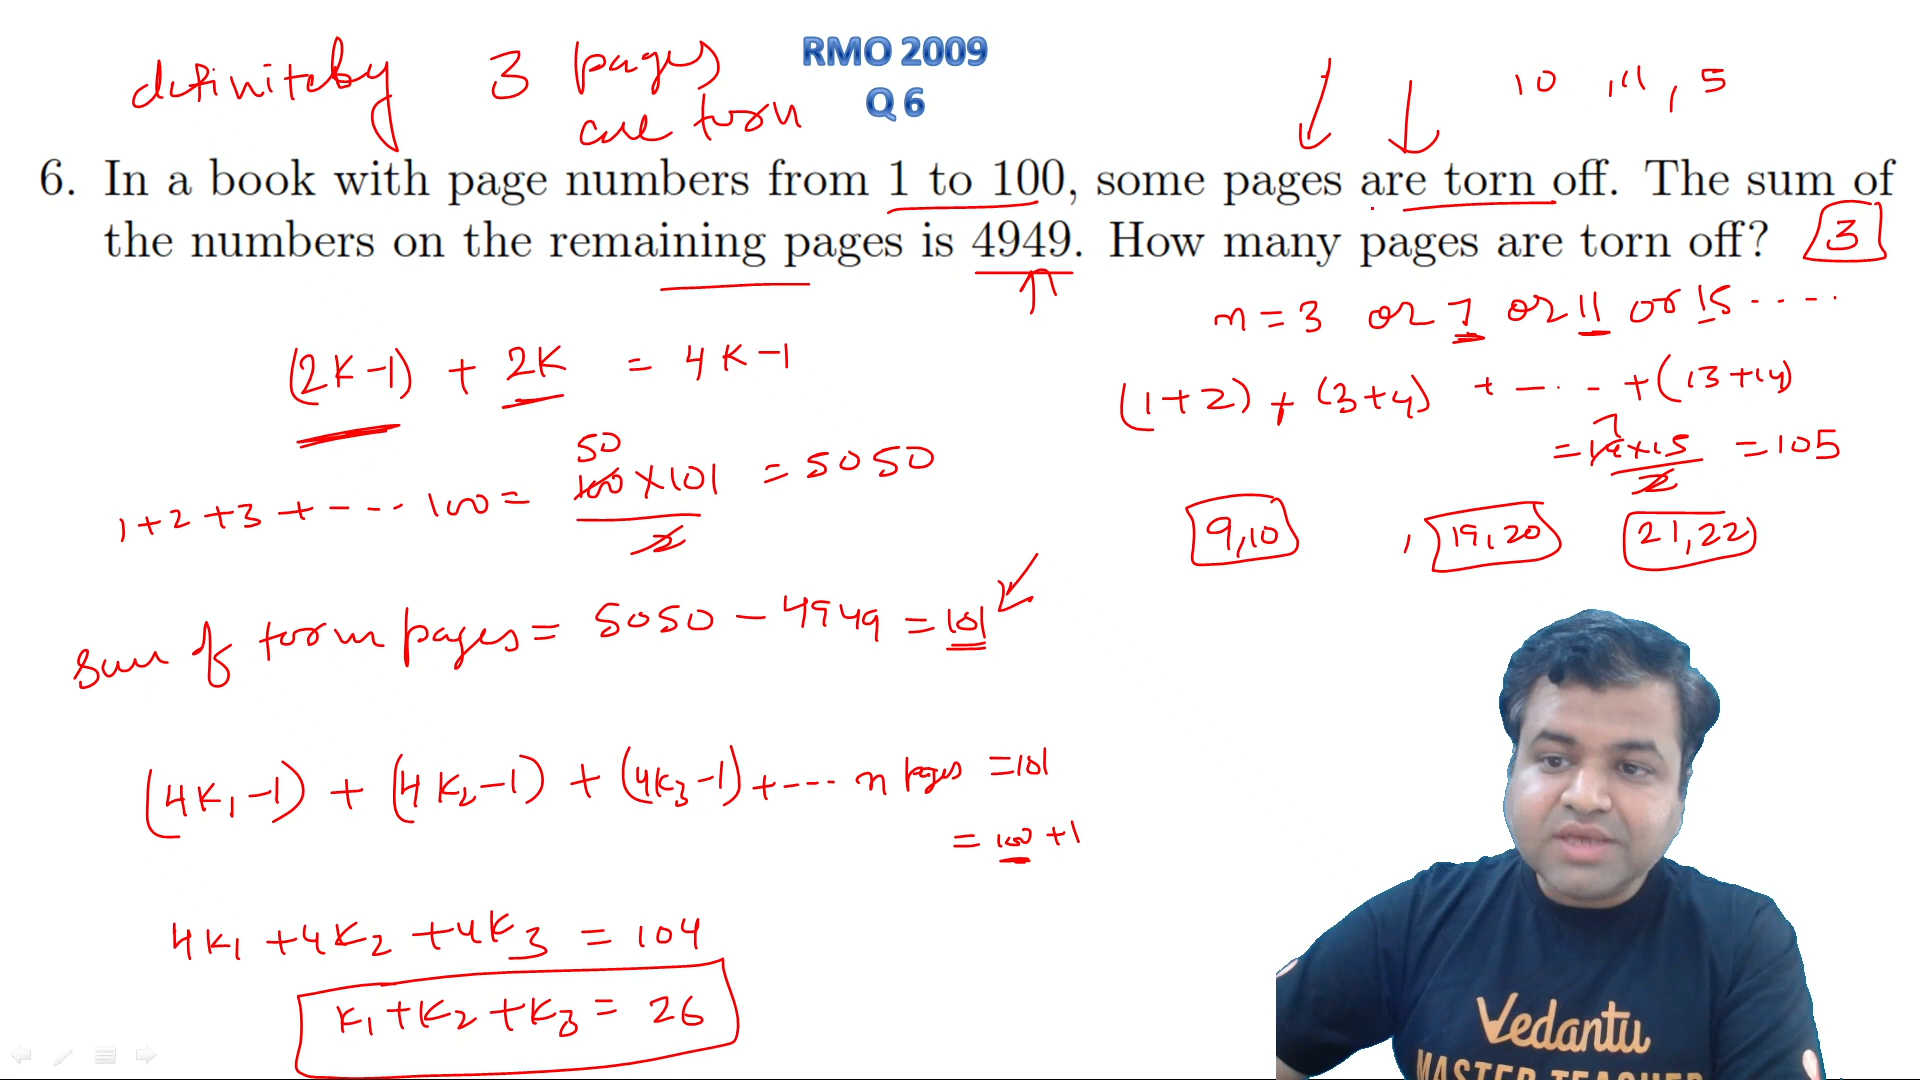 RMO 2009
Q 6
definitely 3 pages
are torn
10 , 11 , 5
6. In a book with page numbers from 1 to 100, some pages are torn off. The sum of
the numbers on the remaining pages is 4949. How many pages are torn off? 3
(2K-1) + 2K = 4K-1
1+2+3+---100 = 100×101/2 = 5050
50
sum of torn pages = 5050 - 4949 = 101
(4K₁-1) + (4K₂-1) + (4K₃-1) +---- n pages = 101
= 100 +1
4K₁ +4K₂ +4K₃ = 104
K₁+K₂+K₃ = 26
n = 3 or 7 or 11 or 15 ....
(1+2) + (3+4) + -..- +(13+14)
= 14×15/2 = 105
7
9,10 , 19,20 21,22
Vedantu
MASTER TEACHER